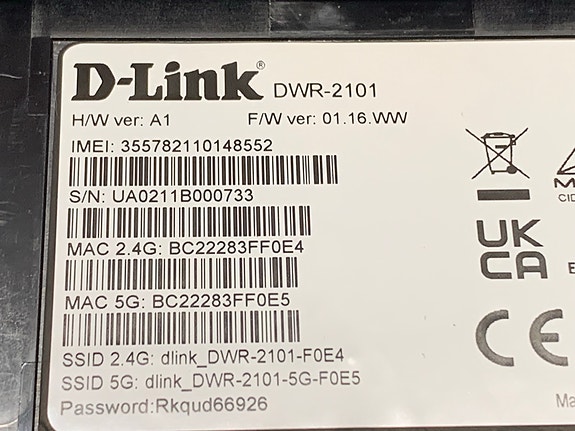 D-Link® DWR-2101
H/W ver: A1 F/W ver: 01.16.WW
IMEI: 355782110148552
S/N: UA0211B000733
MAC 2.4G: BC22283FF0E4
MAC 5G: BC22283FF0E5
SSID 2.4G: dlink_DWR-2101-F0E4
SSID 5G: dlink_DWR-2101-5G-F0E5
Password:Rkqud66926
UK
CA
CE